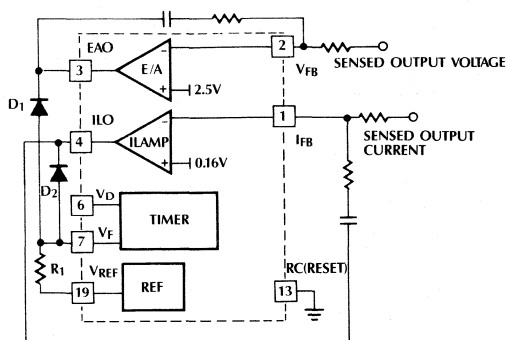 EAO
3
E/A
−
+
2.5V
2
VFB
SENSED OUTPUT VOLTAGE
D1
ILO
4
ILAMP
−
+
0.16V
1
IFB
SENSED OUTPUT
CURRENT
D2
6
VD
TIMER
7
VF
R1
VREF
19
REF
RC(RESET)
13